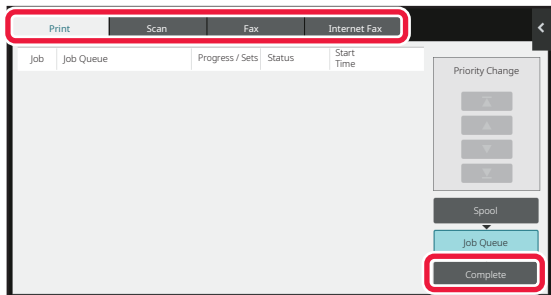 Print Scan Fax Internet Fax
Job Job Queue Progress / Sets Status Start
Time
Priority Change
Spool
Job Queue
Complete